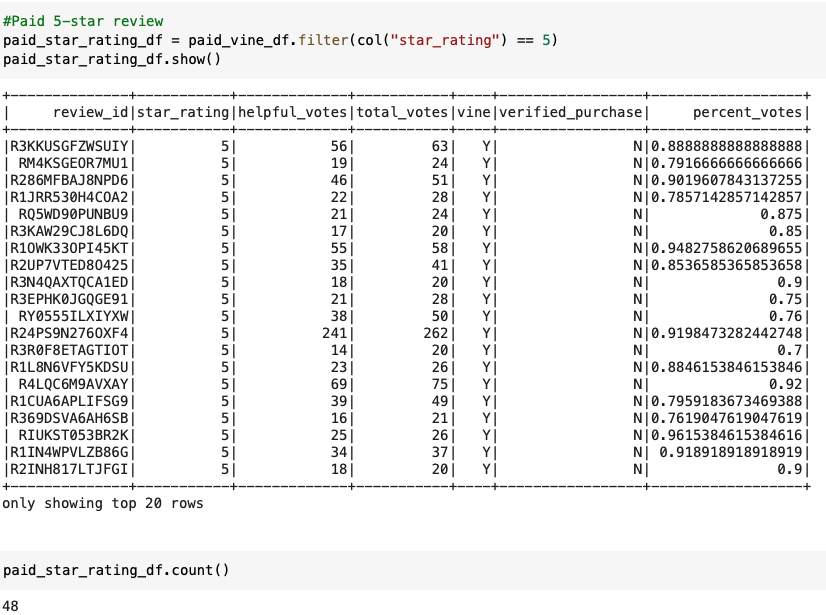 #Paid 5-star review
paid_star_rating_df = paid_vine_df.filter(col("star_rating") == 5)
paid_star_rating_df.show()
+--------------+-----------+-------------+-----------+----+-----------------+------------------+
|     review_id|star_rating|helpful_votes|total_votes|vine|verified_purchase|     percent_votes|
+--------------+-----------+-------------+-----------+----+-----------------+------------------+
|R3KKUSGFZWSUIY|          5|           56|         63|   Y|                N|0.8888888888888888|
| RM4KSGEOR7MU1|          5|           19|         24|   Y|                N|0.7916666666666666|
|R286MFBAJ8NPD6|          5|           46|         51|   Y|                N|0.9019607843137255|
|R1JRR530H4COA2|          5|           22|         28|   Y|                N|0.7857142857142857|
| RQ5WD90PUNBU9|          5|           21|         24|   Y|                N|             0.875|
|R3KAW29CJ8L6DQ|          5|           17|         20|   Y|                N|              0.85|
|R1OWK33OPI45KT|          5|           55|         58|   Y|                N|0.9482758620689655|
|R2UP7VTED8O425|          5|           35|         41|   Y|                N|0.8536585365853658|
|R3N4QAXTQCA1ED|          5|           18|         20|   Y|                N|               0.9|
|R3EPHK0JGQGE91|          5|           21|         28|   Y|                N|              0.75|
| RY0555ILXIYXW|          5|           38|         50|   Y|                N|              0.76|
|R24PS9N276OXF4|          5|          241|        262|   Y|                N|0.9198473282442748|
|R3R0F8ETAGTIOT|          5|           14|         20|   Y|                N|               0.7|
|R1L8N6VFY5KDSU|          5|           23|         26|   Y|                N|0.8846153846153846|
| R4LQC6M9AVXAY|          5|           69|         75|   Y|                N|              0.92|
|R1CUA6APLIFSG9|          5|           39|         49|   Y|                N|0.7959183673469388|
|R369DSVA6AH6SB|          5|           16|         21|   Y|                N|0.7619047619047619|
| RIUKST053BR2K|          5|           25|         26|   Y|                N|0.9615384615384616|
|R1IN4WPVLZB86G|          5|           34|         37|   Y|                N| 0.918918918918919|
|R2INH817LTJFGI|          5|           18|         20|   Y|                N|               0.9|
+--------------+-----------+-------------+-----------+----+-----------------+------------------+
only showing top 20 rows
paid_star_rating_df.count()
48